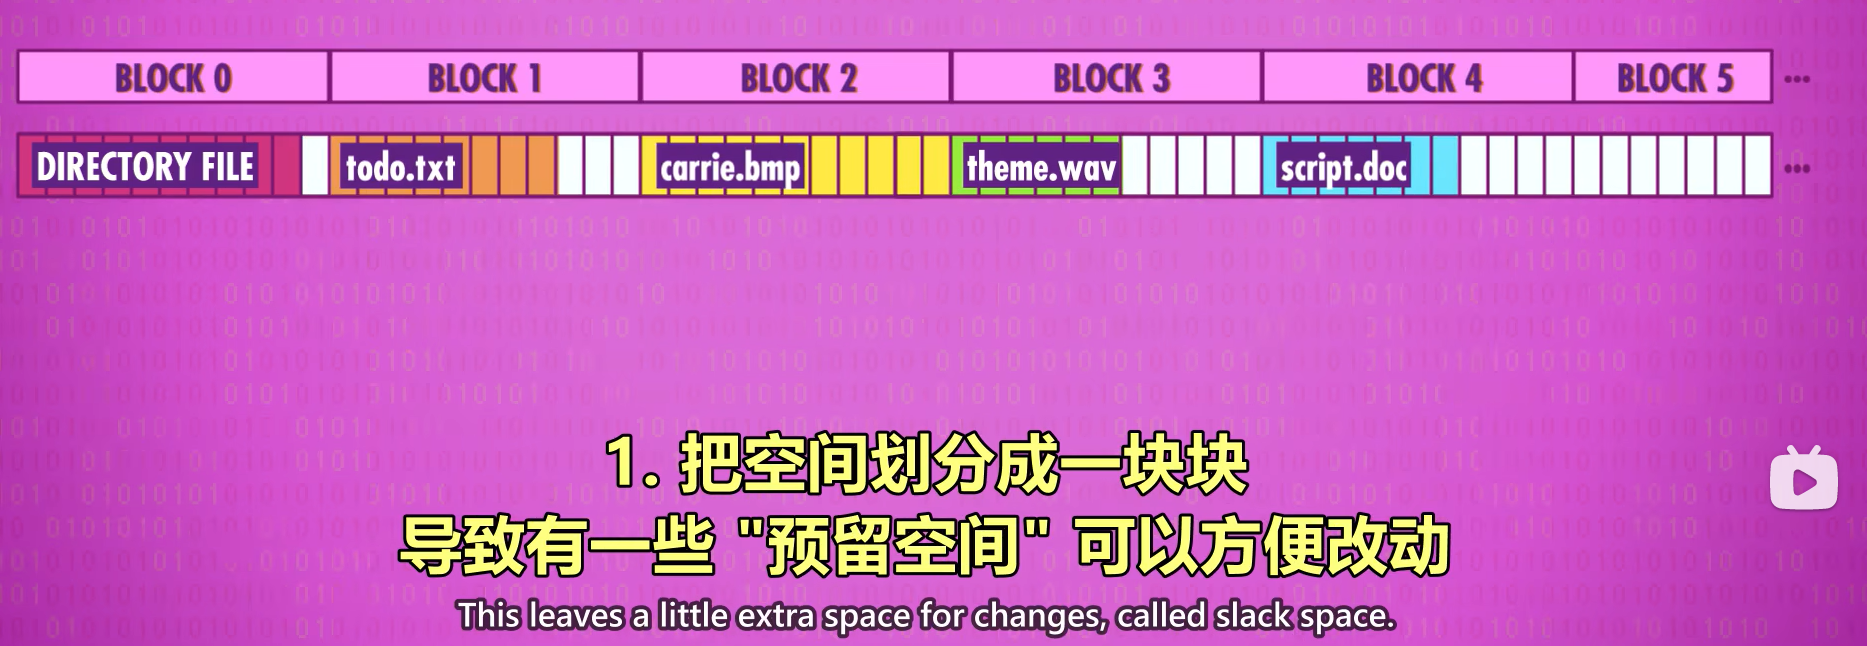 BLOCK 0 BLOCK 1 BLOCK 2 BLOCK 3 BLOCK 4 BLOCK 5 ...
DIRECTORY FILE todo.txt carrie.bmp theme.wav script.doc ...
1. 把空间划分成一块块
导致有一些 "预留空间" 可以方便改动
This leaves a little extra space for changes, called slack space.